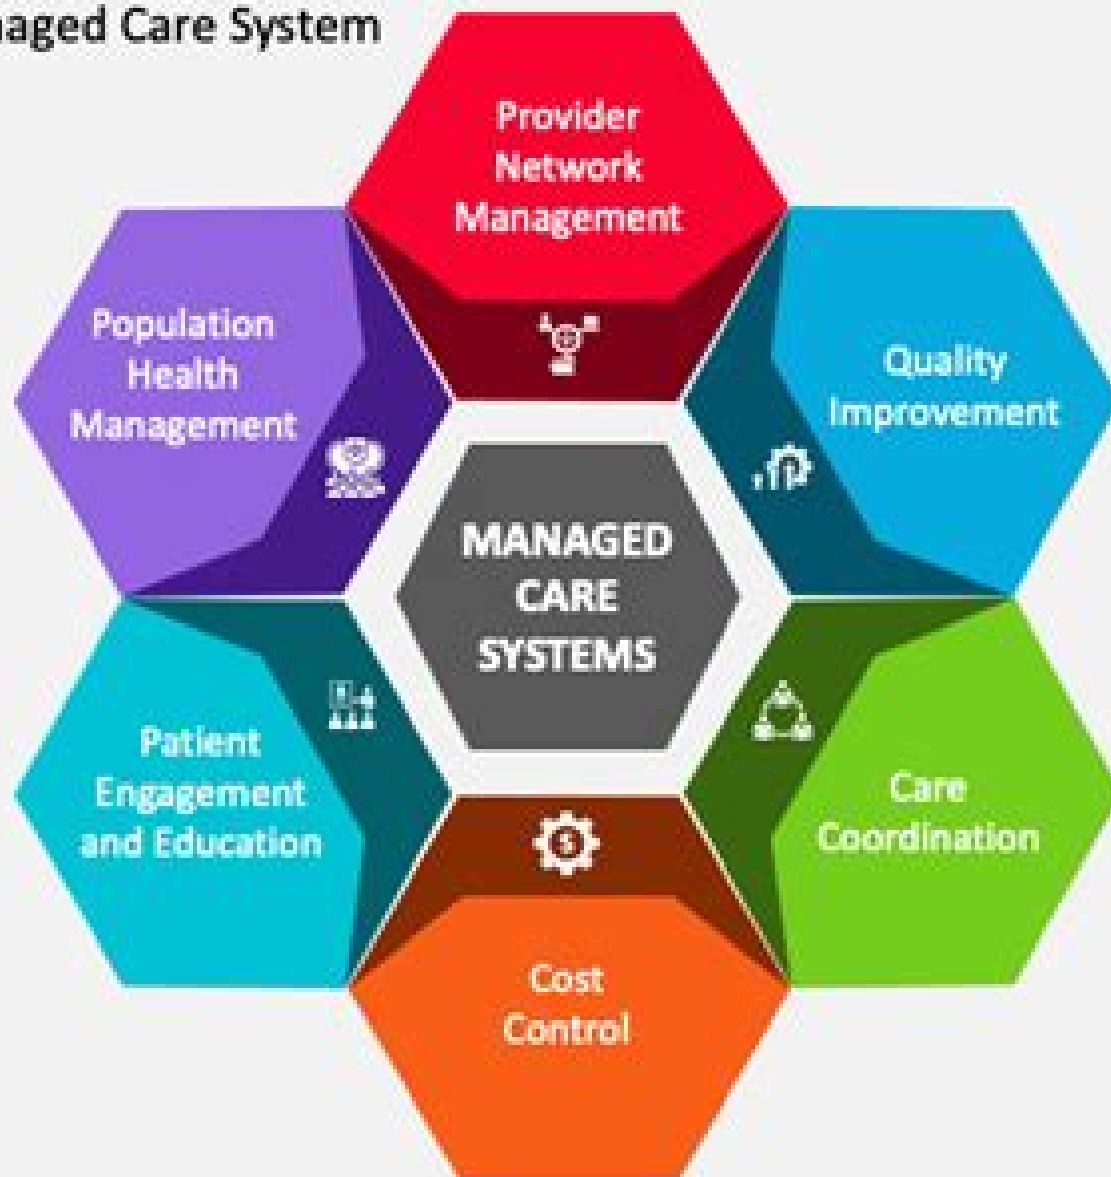 naged Care System
Provider
Network
Management
Quality
Improvement
Care
Coordination
Cost
Control
Patient
Engagement
and Education
Population
Health
Management
MANAGED
CARE
SYSTEMS